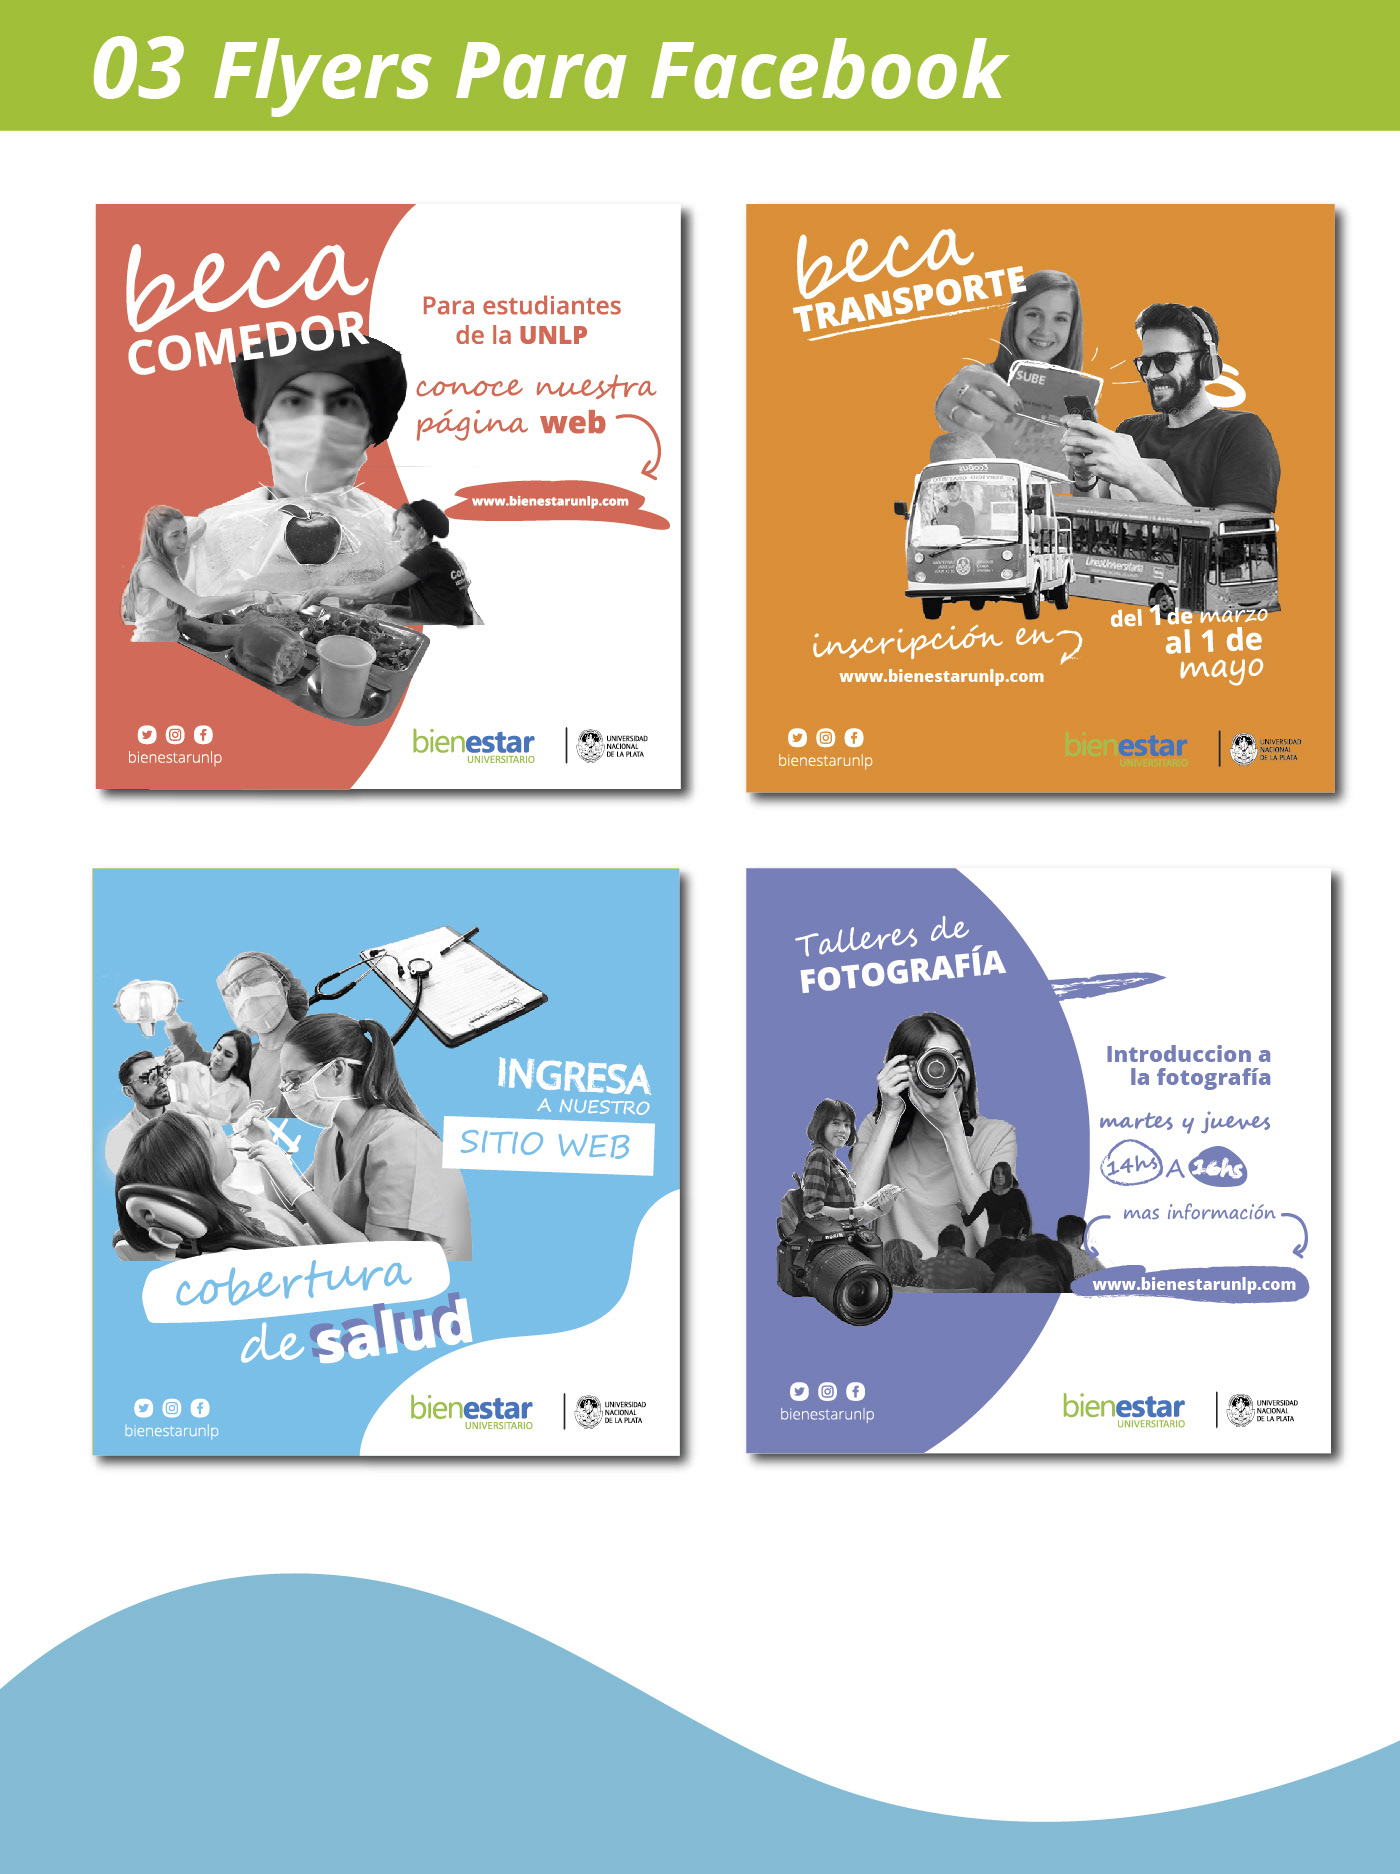 03 Flyers Para Facebook
beca
COMEDOR
Para estudiantes
de la UNLP
conoce nuestra
página web
www.bienestarunlp.com
bienestarunlp
bienestar
UNIVERSITARIO
UNIVERSIDAD
NACIONAL
DE LA PLATA
beca
TRANSPORTE
SUBE
inscripción en
www.bienestarunlp.com
del 1 de marzo
al 1 de
mayo
LíneaUniversitaria
bienestarunlp
bienestar
UNIVERSITARIO
UNIVERSIDAD
NACIONAL
DE LA PLATA
INGRESA
A NUESTRO
SITIO WEB
cobertura
de salud
bienestarunlp
bienestar
UNIVERSITARIO
UNIVERSIDAD
NACIONAL
DE LA PLATA
Talleres de
FOTOGRAFÍA
Introduccion a
la fotografía
martes y jueves
14hs A 16hs
mas información
www.bienestarunlp.com
bienestarunlp
bienestar
UNIVERSITARIO
UNIVERSIDAD
NACIONAL
DE LA PLATA